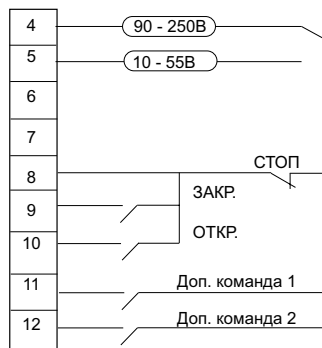 4 90 - 250В
5 10 - 55В
6
7
8 СТОП
ЗАКР.
9
ОТКР.
10
11 Доп. команда 1
12 Доп. команда 2